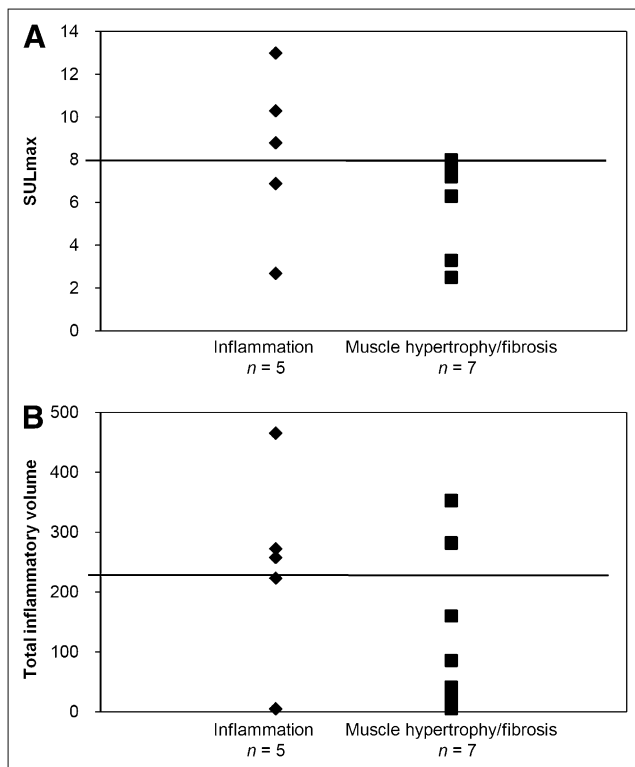 A
14
12
10
8
6
4
2
0
SULmax
Inflammation
n = 5
Muscle hypertrophy/fibrosis
n = 7
B
500
400
300
200
100
0
Total inflammatory volume
Inflammation
n = 5
Muscle hypertrophy/fibrosis
n = 7